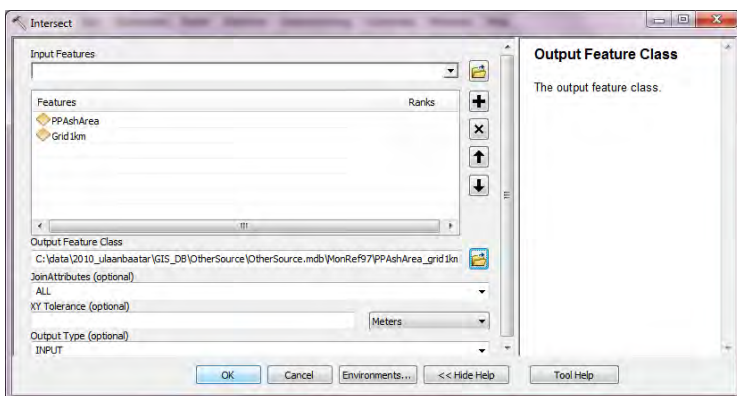 Intersect
Input Features
Features Ranks
PPAshArea
Grid1km
Output Feature Class
C:\data\2010_ulaanbaatar\GIS_DB\OtherSource\OtherSource.mdb\MonRef97\PPAshArea_grid1km
JoinAttributes (optional)
ALL
XY Tolerance (optional)
Meters
Output Type (optional)
INPUT
OK Cancel Environments... << Hide Help Tool Help
Output Feature Class
The output feature class.